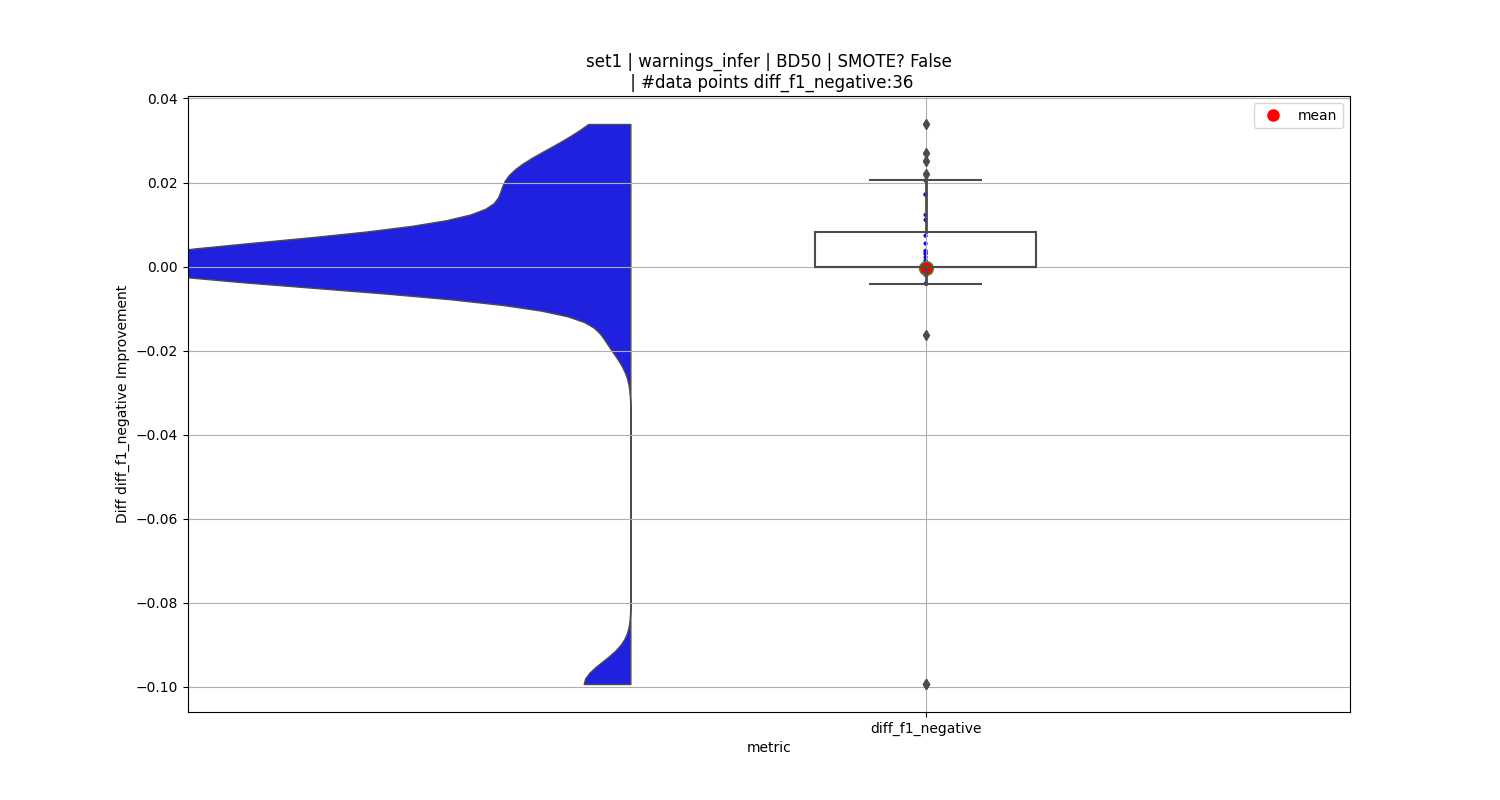 set1 | warnings_infer | BD50 | SMOTE? False
| #data points diff_f1_negative:36
mean
0.04
0.02
0.00
−0.02
−0.04
−0.06
−0.08
−0.10
Diff diff_f1_negative Improvement
diff_f1_negative
metric